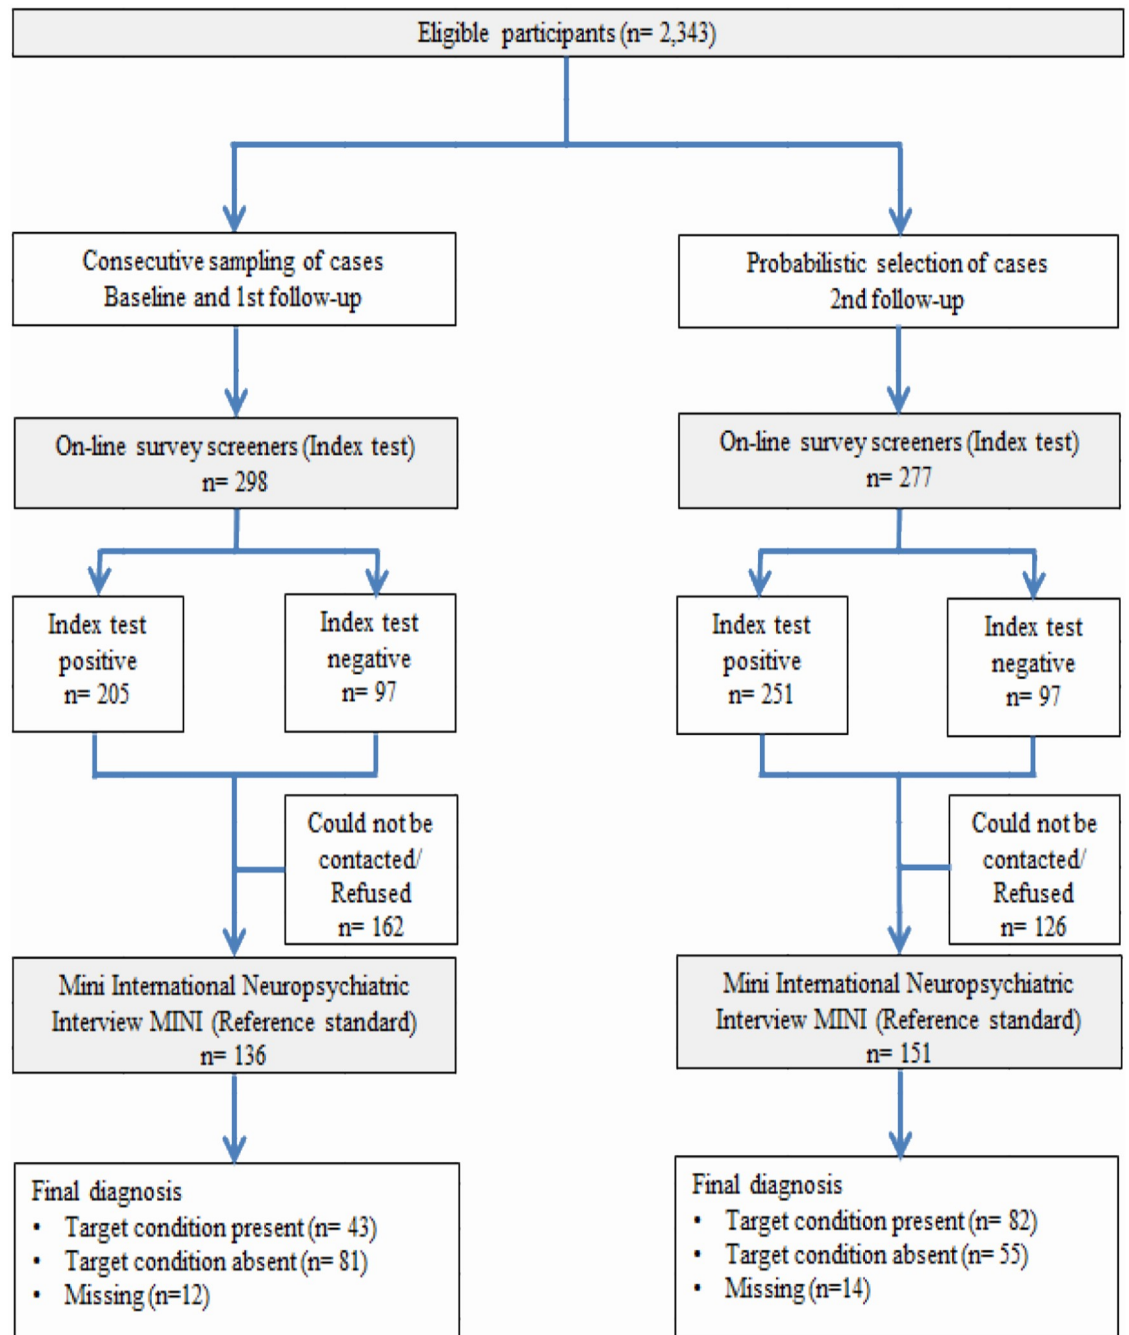 Eligible participants (n= 2,343)
Consecutive sampling of cases
Baseline and 1st follow-up
Probabilistic selection of cases
2nd follow-up
On-line survey screeners (Index test)
n= 298
On-line survey screeners (Index test)
n= 277
Index test
positive
n= 205
Index test
negative
n= 97
Index test
positive
n= 251
Index test
negative
n= 97
Could not be
contacted/
Refused
n= 162
Could not be
contacted/
Refused
n= 126
Mini International Neuropsychiatric
Interview MINI (Reference standard)
n= 136
Mini International Neuropsychiatric
Interview MINI (Reference standard)
n= 151
Final diagnosis
• Target condition present (n= 43)
• Target condition absent (n= 81)
• Missing (n=12)
Final diagnosis
• Target condition present (n= 82)
• Target condition absent (n= 55)
• Missing (n=14)